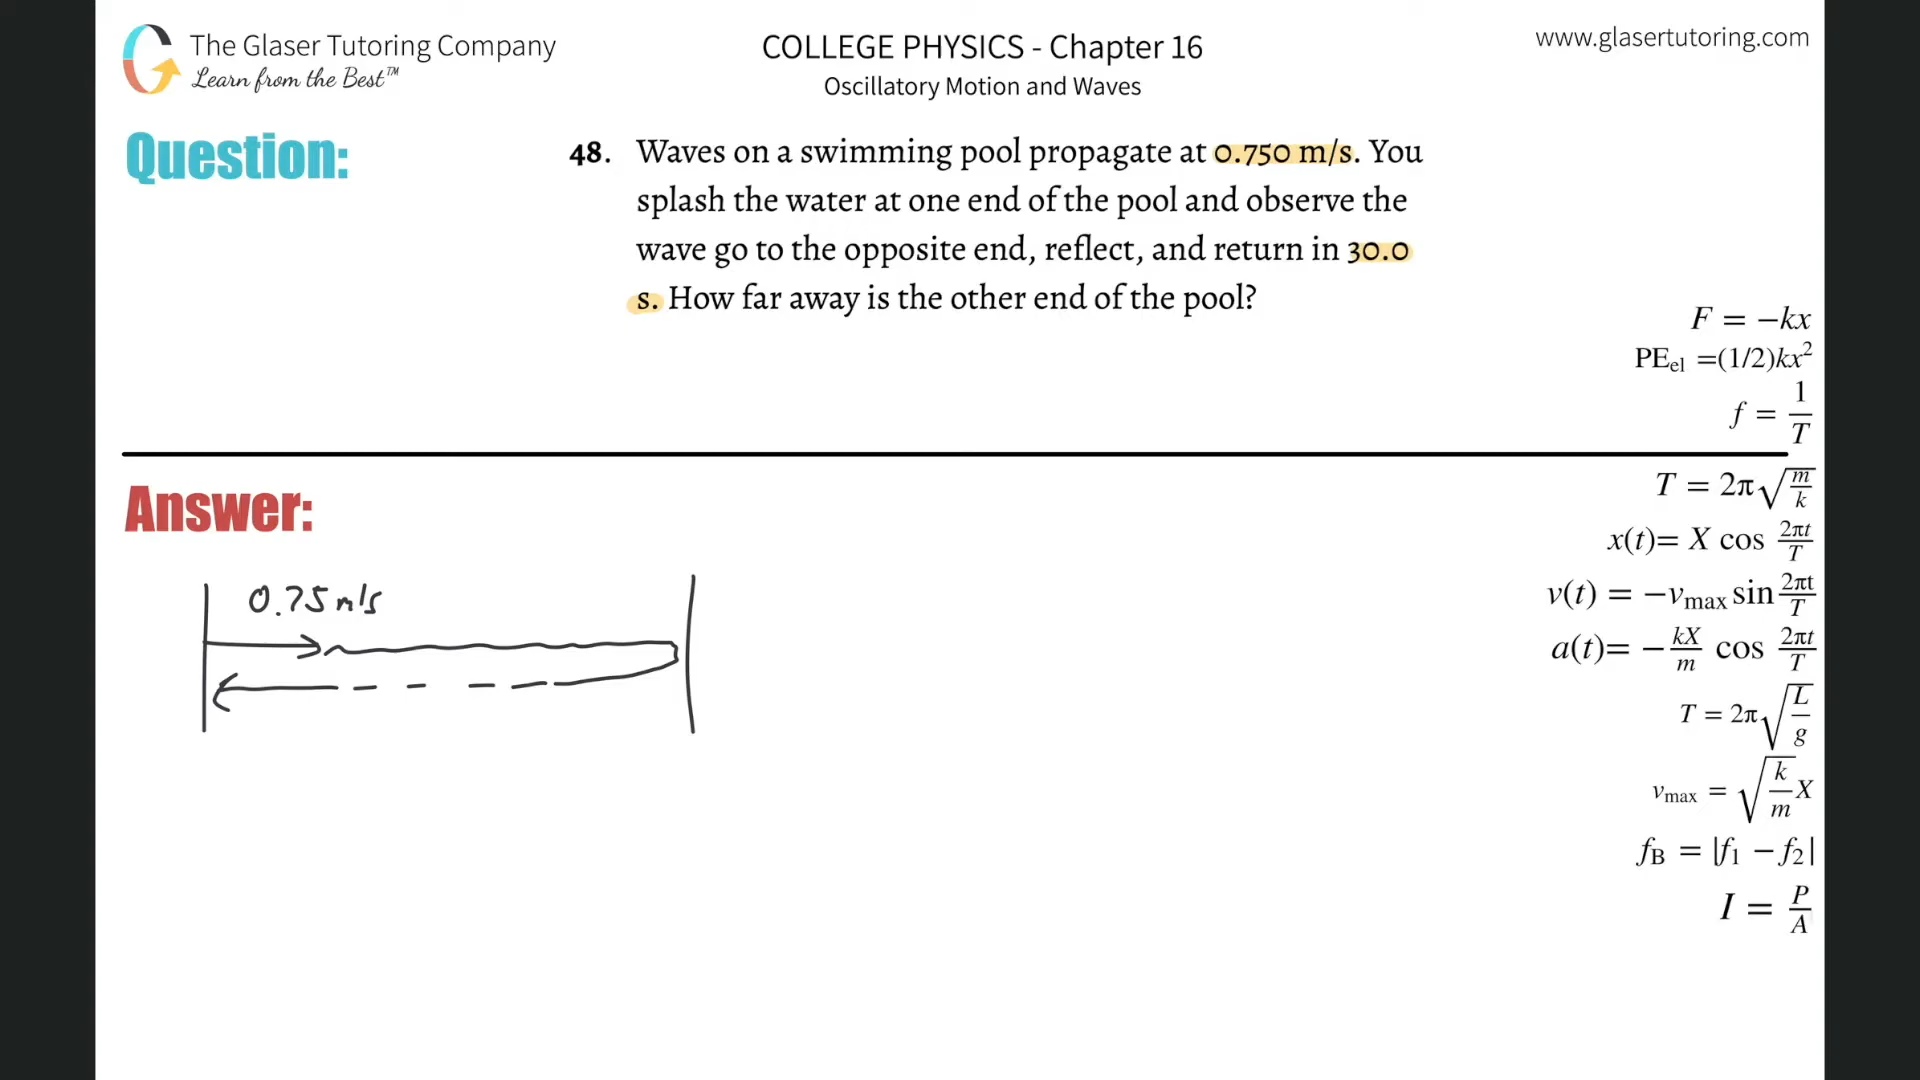 The Glaser Tutoring Company
Learn from the Best™
COLLEGE PHYSICS - Chapter 16
Oscillatory Motion and Waves
www.glasertutoring.com
Question:
48. Waves on a swimming pool propagate at 0.750 m/s. You
splash the water at one end of the pool and observe the
wave go to the opposite end, reflect, and return in 30.0
s. How far away is the other end of the pool?
F = −kx
PEel =(1/2)kx²
f = 1/T
Answer:
0.75 m/s
T = 2π√(m/k)
x(t)= X cos 2πt/T
v(t) = −vmax sin 2πt/T
a(t)= − kX/m cos 2πt/T
T = 2π√(L/g)
vmax = √(k/m) X
fB = |f1 − f2|
I = P/A